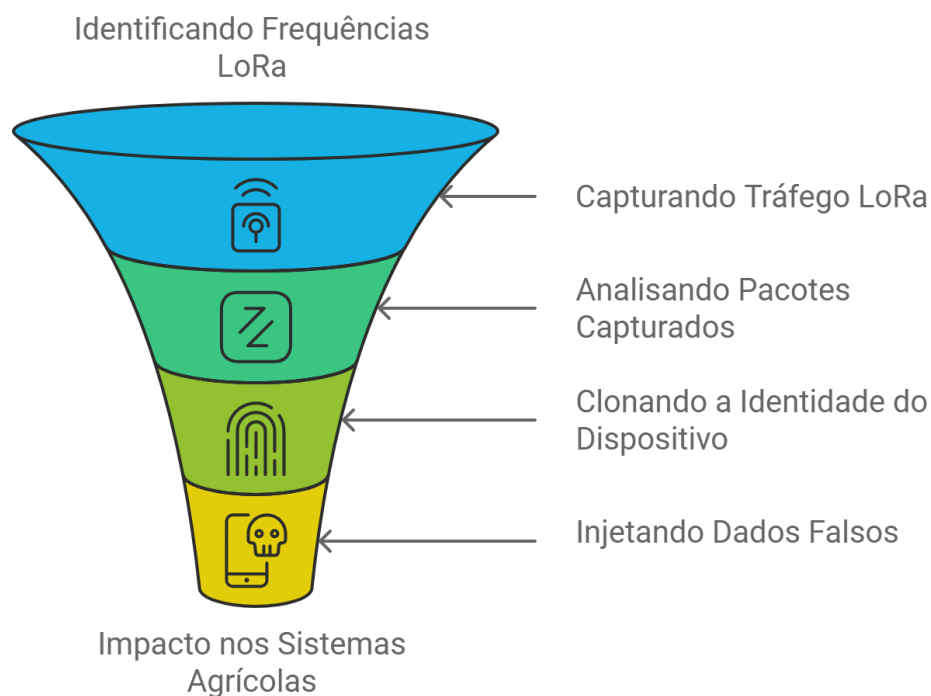 Identificando Frequências
LoRa
Capturando Tráfego LoRa
Analisando Pacotes
Capturados
Clonando a Identidade do
Dispositivo
Injetando Dados Falsos
Impacto nos Sistemas
Agrícolas